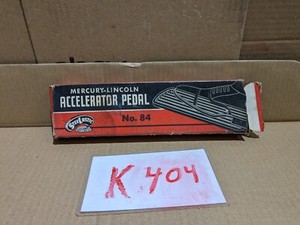 MERCURY-LINCOLN
ACCELERATOR PEDAL
No. 84
K 404